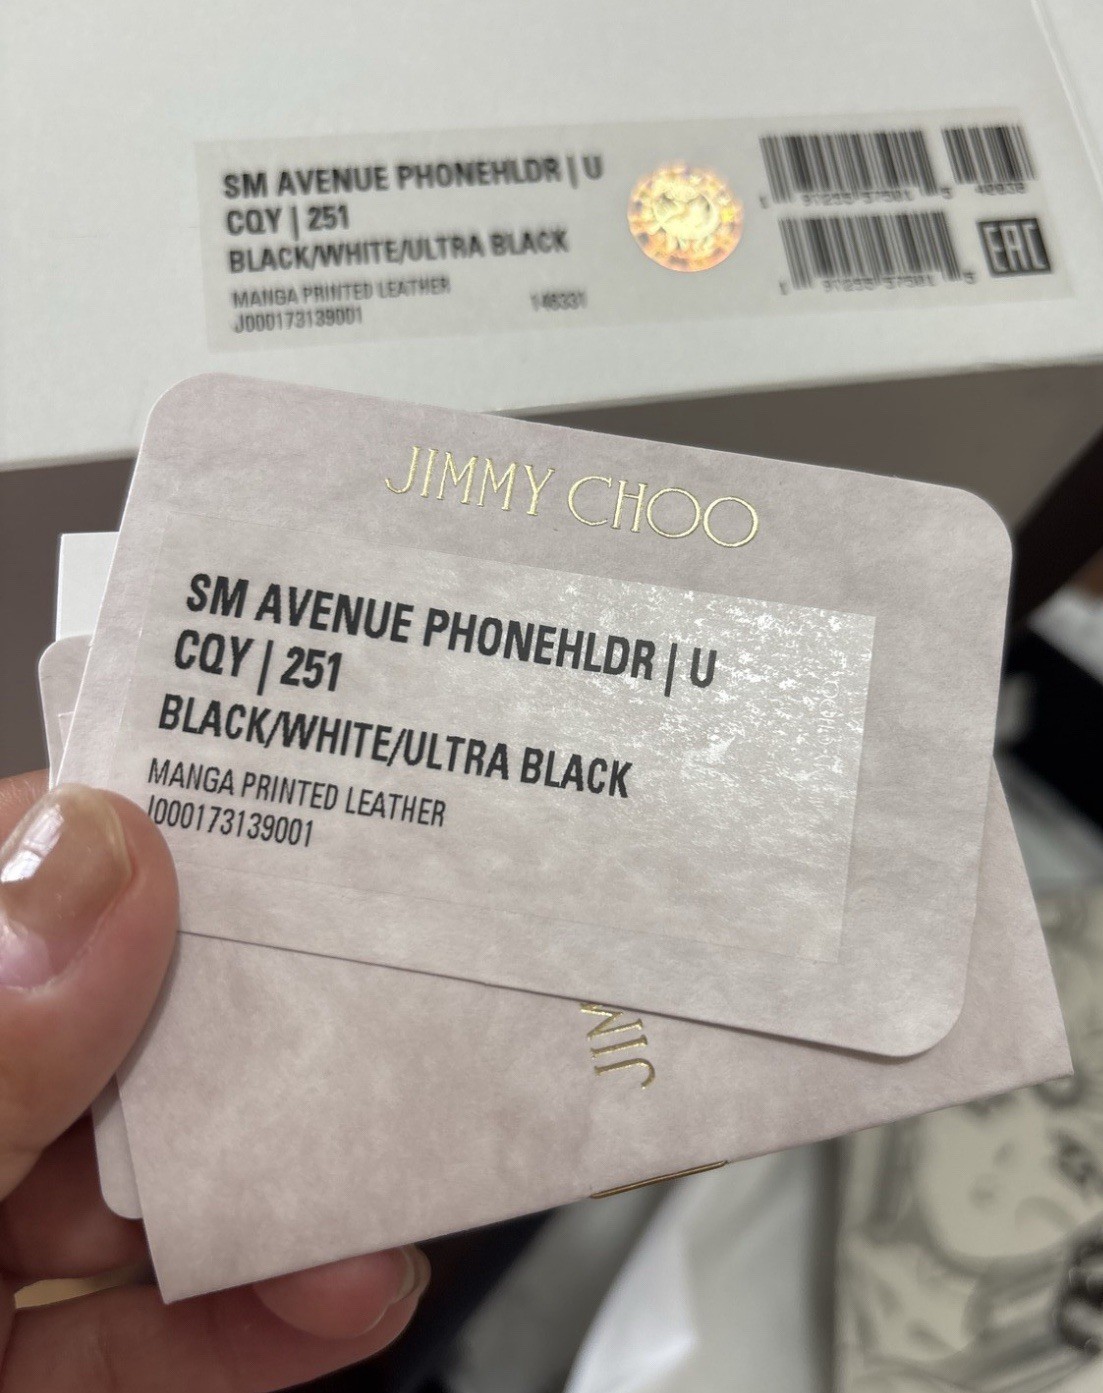 SM AVENUE PHONEHLDR | U
CQY | 251
BLACK/WHITE/ULTRA BLACK
MANGA PRINTED LEATHER
J000173139001
EAC
JIMMY CHOO
SM AVENUE PHONEHLDR | U
CQY | 251
BLACK/WHITE/ULTRA BLACK
MANGA PRINTED LEATHER
J000173139001
JIM